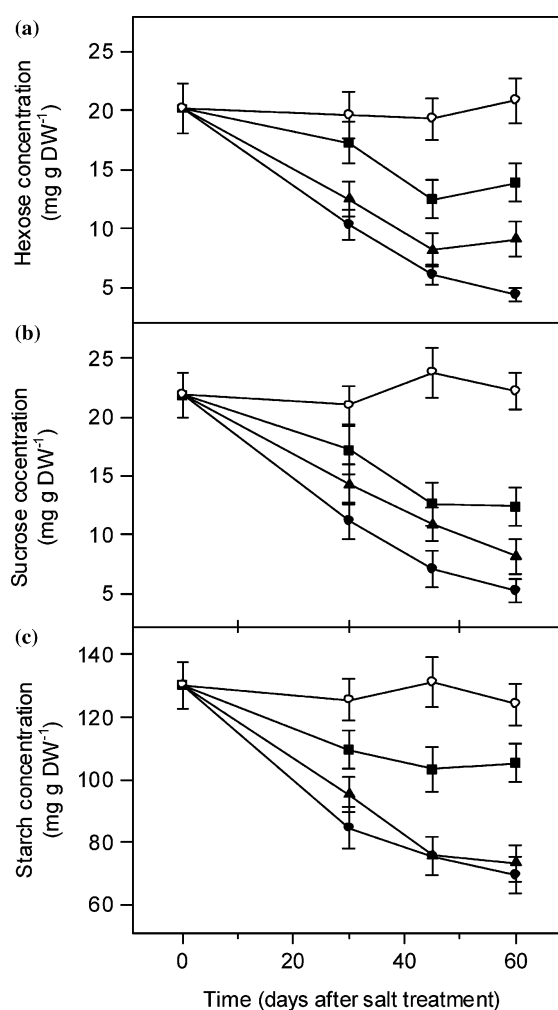 (a)
Hexose concentration
(mg g DW-1)
25
20
15
10
5
(b)
Sucrose cocentration
(mg g DW-1)
25
20
15
10
5
(c)
Starch concentration
(mg g DW-1)
140
120
100
80
60
0 20 40 60
Time (days after salt treatment)